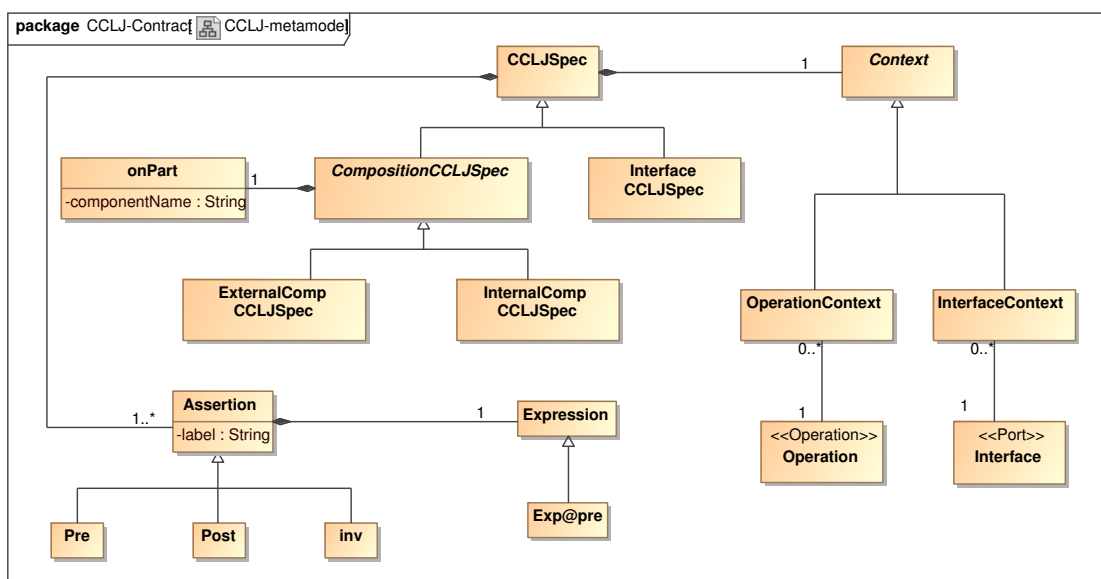 package CCLJ-Contract[ CCLJ-metamodel]
CCLJSpec
1
Context
onPart
-componentName : String
1
CompositionCCLJSpec
Interface
CCLJSpec
ExternalComp
CCLJSpec
InternalComp
CCLJSpec
OperationContext
InterfaceContext
0..*
0..*
1..*
Assertion
-label : String
1
Expression
1
<<Operation>>
Operation
1
<<Port>>
Interface
Pre
Post
inv
Exp@pre